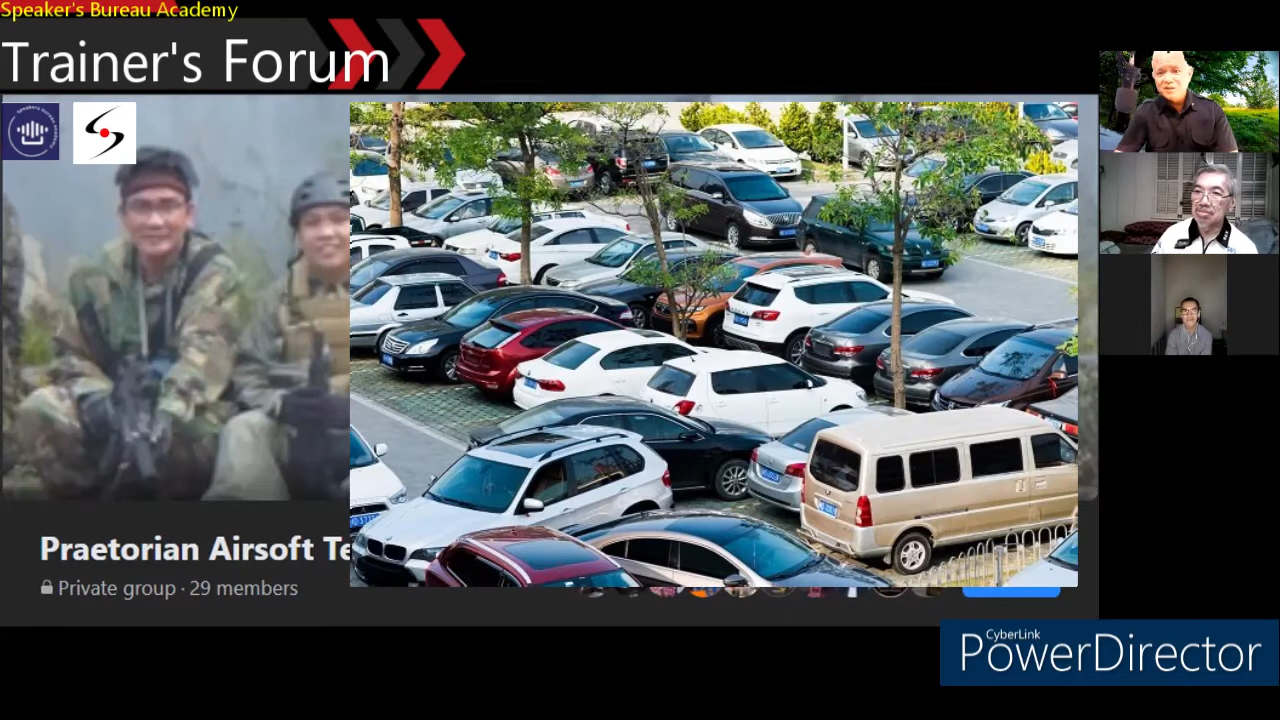 Speaker's Bureau Academy
Trainer's Forum
Praetorian Airsoft Te
Private group · 29 members
CyberLink
PowerDirector